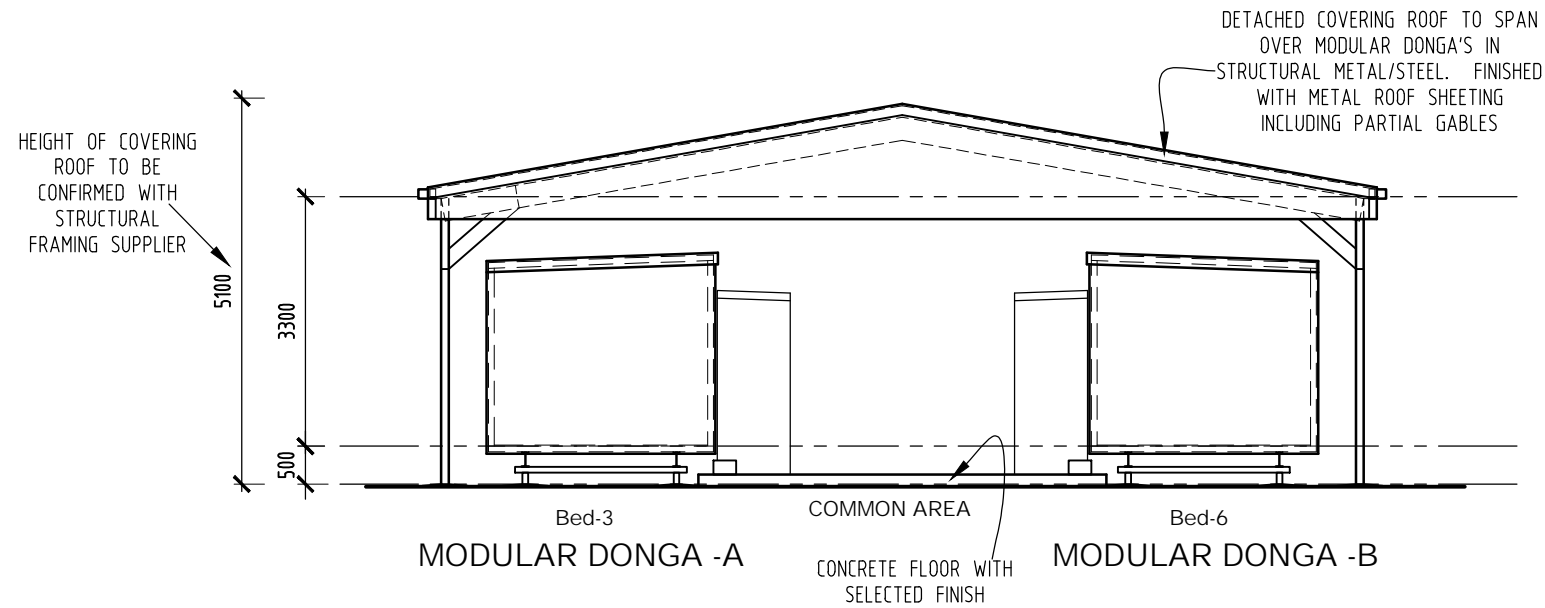 DETACHED COVERING ROOF TO SPAN
OVER MODULAR DONGA'S IN
STRUCTURAL METAL/STEEL. FINISHED
WITH METAL ROOF SHEETING
INCLUDING PARTIAL GABLES
HEIGHT OF COVERING
ROOF TO BE
CONFIRMED WITH
STRUCTURAL
FRAMING SUPPLIER
5100
3300
500
Bed-3
COMMON AREA
Bed-6
MODULAR DONGA -A
MODULAR DONGA -B
CONCRETE FLOOR WITH
SELECTED FINISH